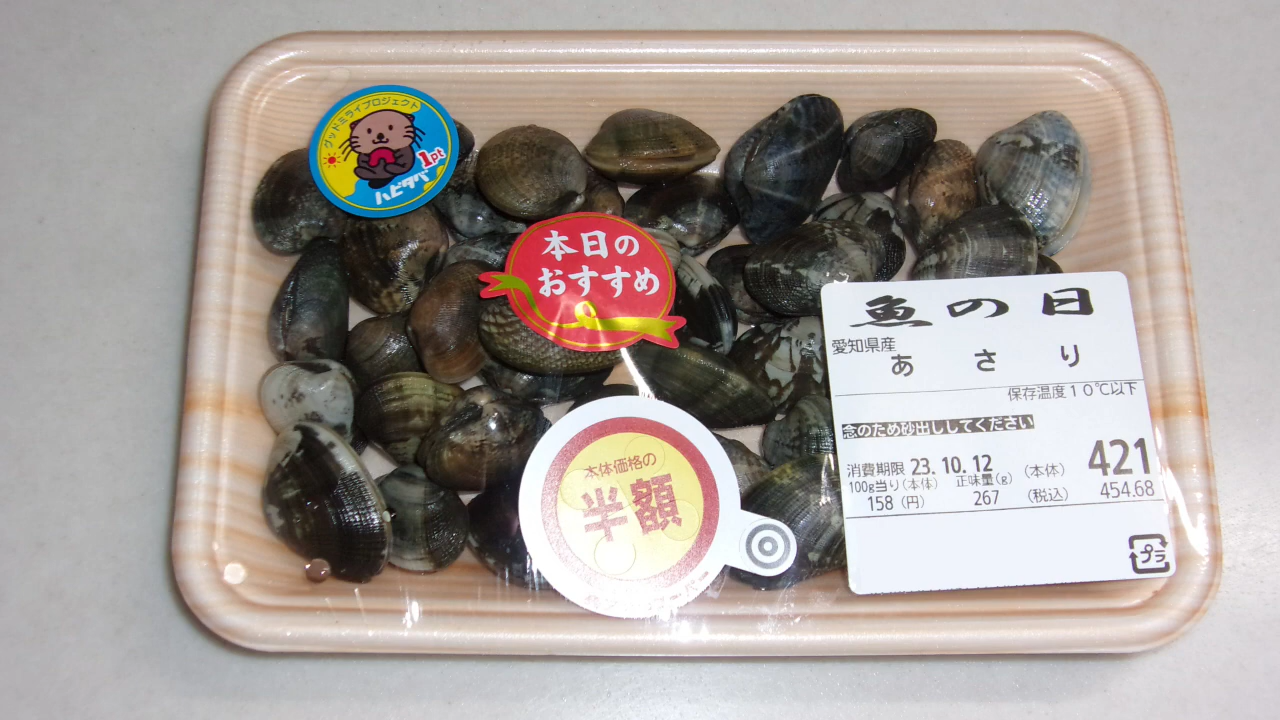 グッドミライプロジェクト
1pt
ハピタベ
本日の
おすすめ
本体価格の
半額
魚の日
愛知県産
あさり
保存温度10℃以下
念のため砂出ししてください
消費期限 23.10.12 (本体) 421
100g当り(本体) 正味量(g)
158(円) 267 (税込) 454.68
プラ